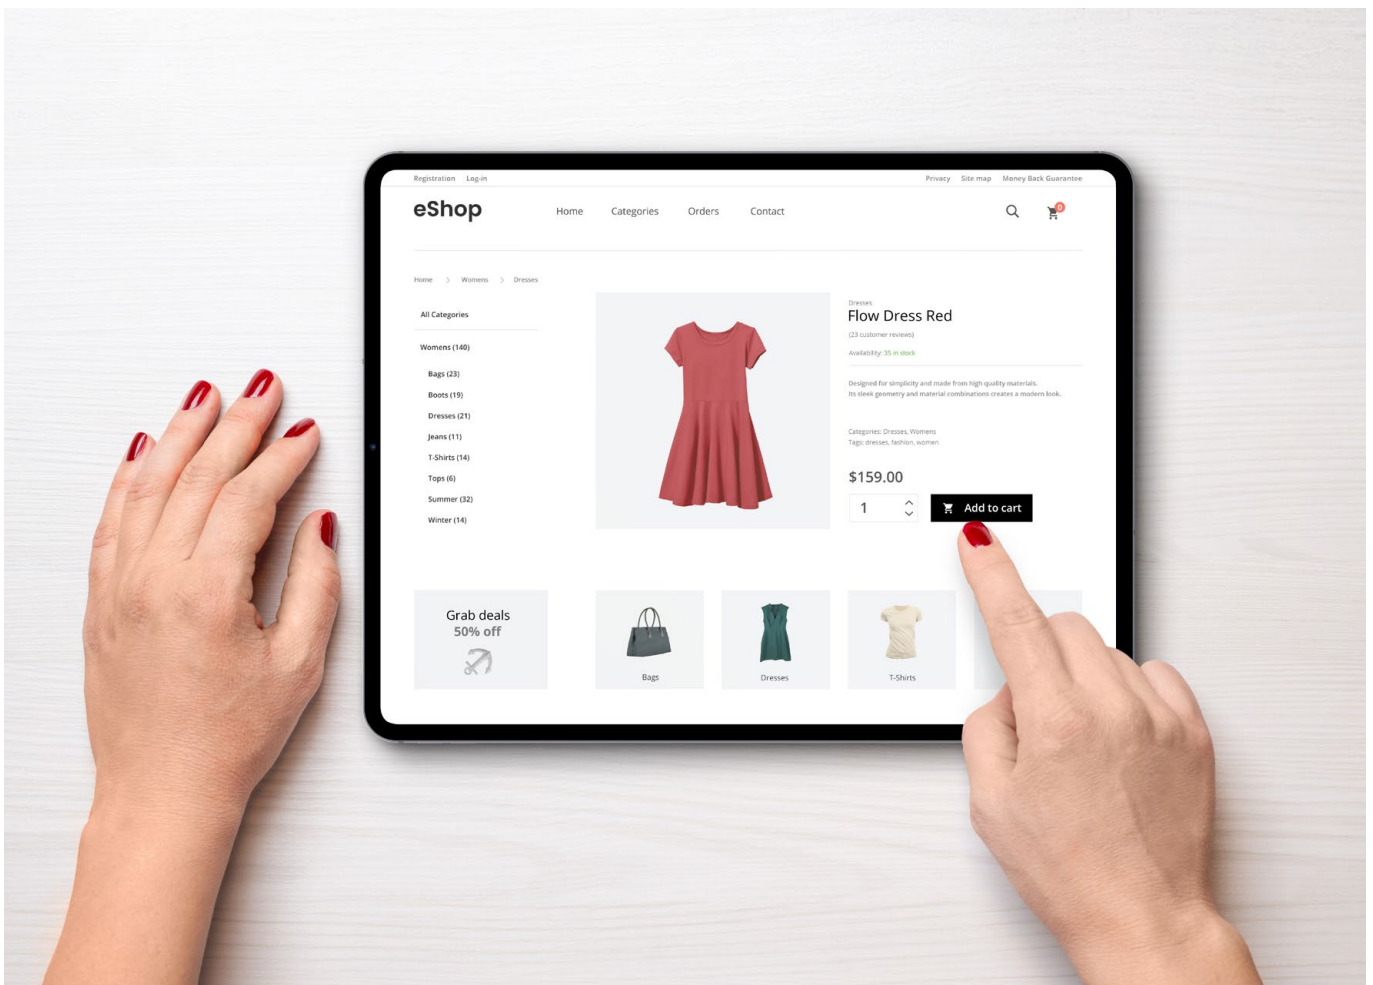 Registration Log-in Privacy Site map Money Back Guarantee
eShop Home Categories Orders Contact 0
Home > Womens > Dresses
All Categories
Womens (140)
Bags (23)
Boots (19)
Dresses (21)
Jeans (11)
T-Shirts (14)
Tops (6)
Summer (32)
Winter (14)
Dresses
Flow Dress Red
(23 customer reviews)
Availability: 35 in stock
Designed for simplicity and made from high quality materials.
Its sleek geometry and material combinations creates a modern look.
Categories: Dresses, Womens
Tags: dresses, fashion, women
$159.00
1 Add to cart
Grab deals
50% off
Bags
Dresses
T-Shirts